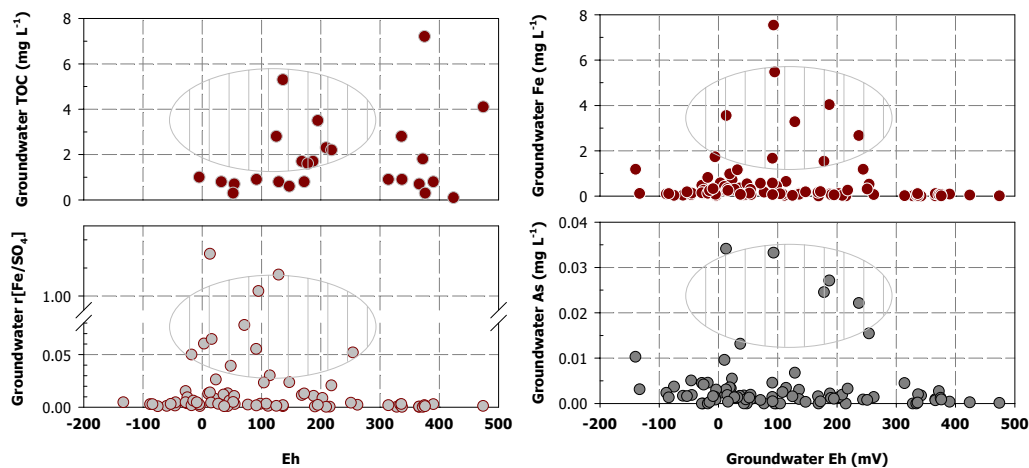 Groundwater TOC (mg L⁻¹)
8
6
4
2
0
Groundwater Fe (mg L⁻¹)
8
6
4
2
0
Groundwater r[Fe/SO₄]
1.00
0.05
0.00
-200 -100 0 100 200 300 400 500
Eh
Groundwater As (mg L⁻¹)
0.04
0.03
0.02
0.01
0.00
-200 -100 0 100 200 300 400 500
Groundwater Eh (mV)